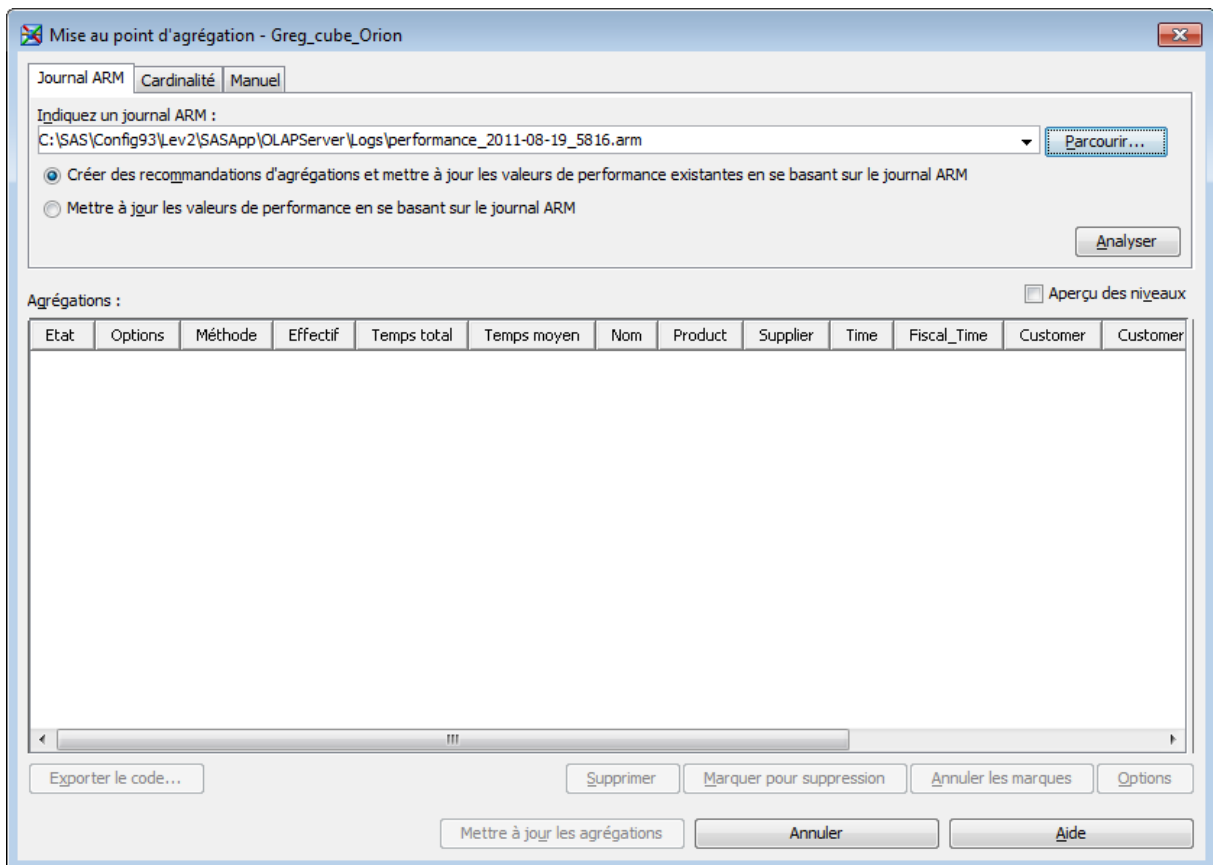 Mise au point d'agrégation - Greg_cube_Orion
Journal ARM Cardinalité Manuel
Indiquez un journal ARM :
C:\SAS\Config93\Lev2\SASApp\OLAPServer\Logs\performance_2011-08-19_5816.arm Parcourir...
Créer des recommandations d'agrégations et mettre à jour les valeurs de performance existantes en se basant sur le journal ARM
Mettre à jour les valeurs de performance en se basant sur le journal ARM
Analyser
Agrégations : Aperçu des niveaux
Etat Options Méthode Effectif Temps total Temps moyen Nom Product Supplier Time Fiscal_Time Customer Customer
Exporter le code... Supprimer Marquer pour suppression Annuler les marques Options
Mettre à jour les agrégations Annuler Aide